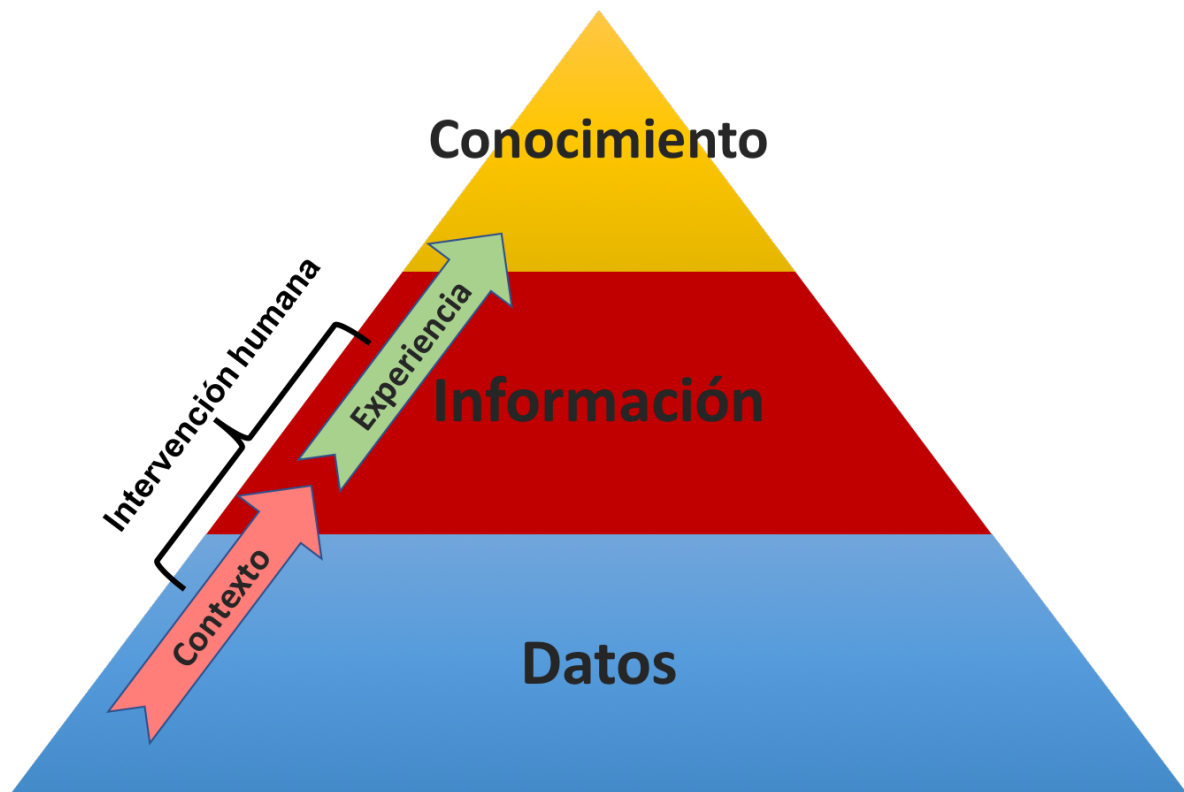 Conocimiento
Intervención humana
Experiencia
Información
Contexto
Datos